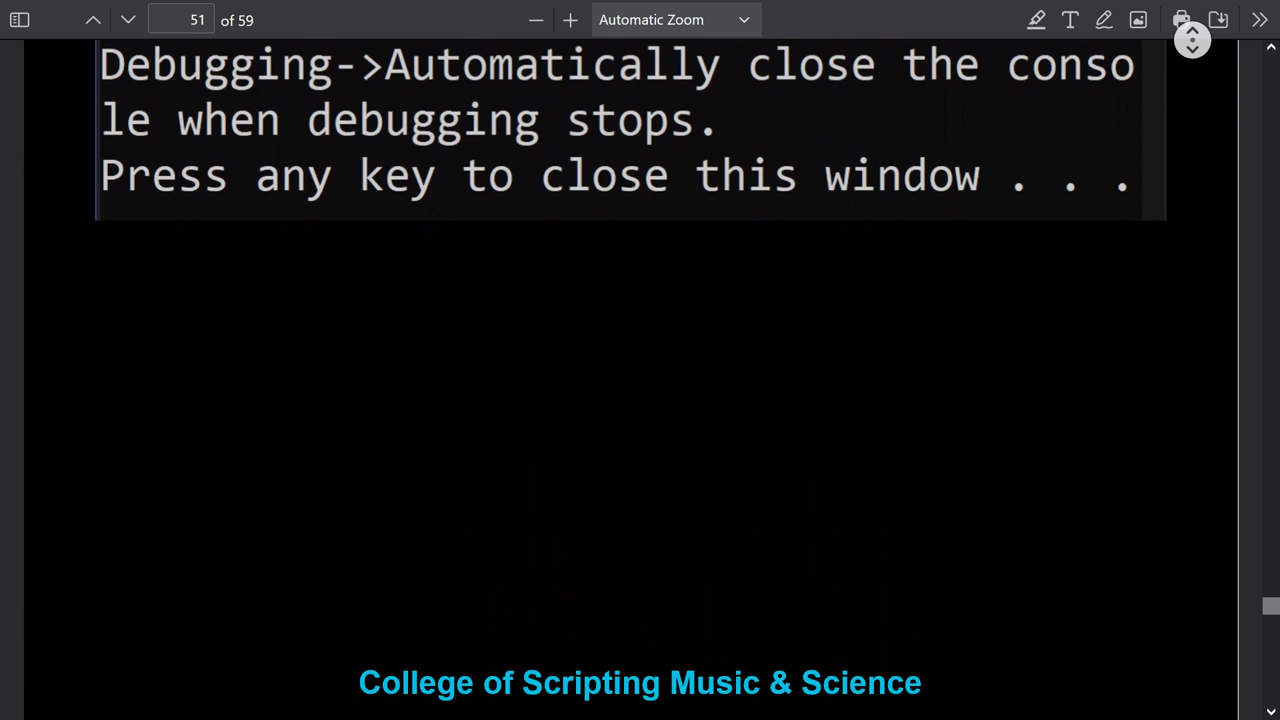 51 of 59
Automatic Zoom
Debugging->Automatically close the conso
le when debugging stops.
Press any key to close this window . . .
College of Scripting Music & Science